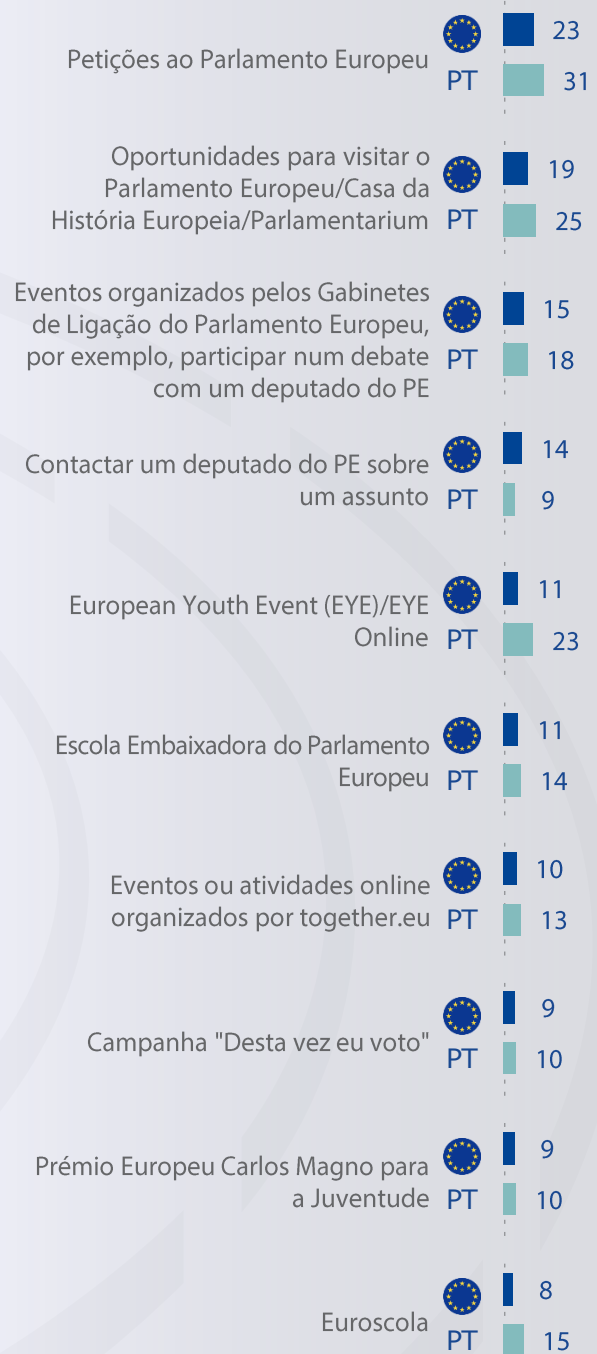 Petições ao Parlamento Europeu
23
PT
31
Oportunidades para visitar o
Parlamento Europeu/Casa da
História Europeia/Parlamentarium
19
PT
25
Eventos organizados pelos Gabinetes
de Ligação do Parlamento Europeu,
por exemplo, participar num debate
com um deputado do PE
15
PT
18
Contactar um deputado do PE sobre
um assunto
14
PT
9
European Youth Event (EYE)/EYE
Online
11
PT
23
Escola Embaixadora do Parlamento
Europeu
11
PT
14
Eventos ou atividades online
organizados por together.eu
10
PT
13
Campanha "Desta vez eu voto"
9
PT
10
Prémio Europeu Carlos Magno para
a Juventude
9
PT
10
Euroscola
8
PT
15